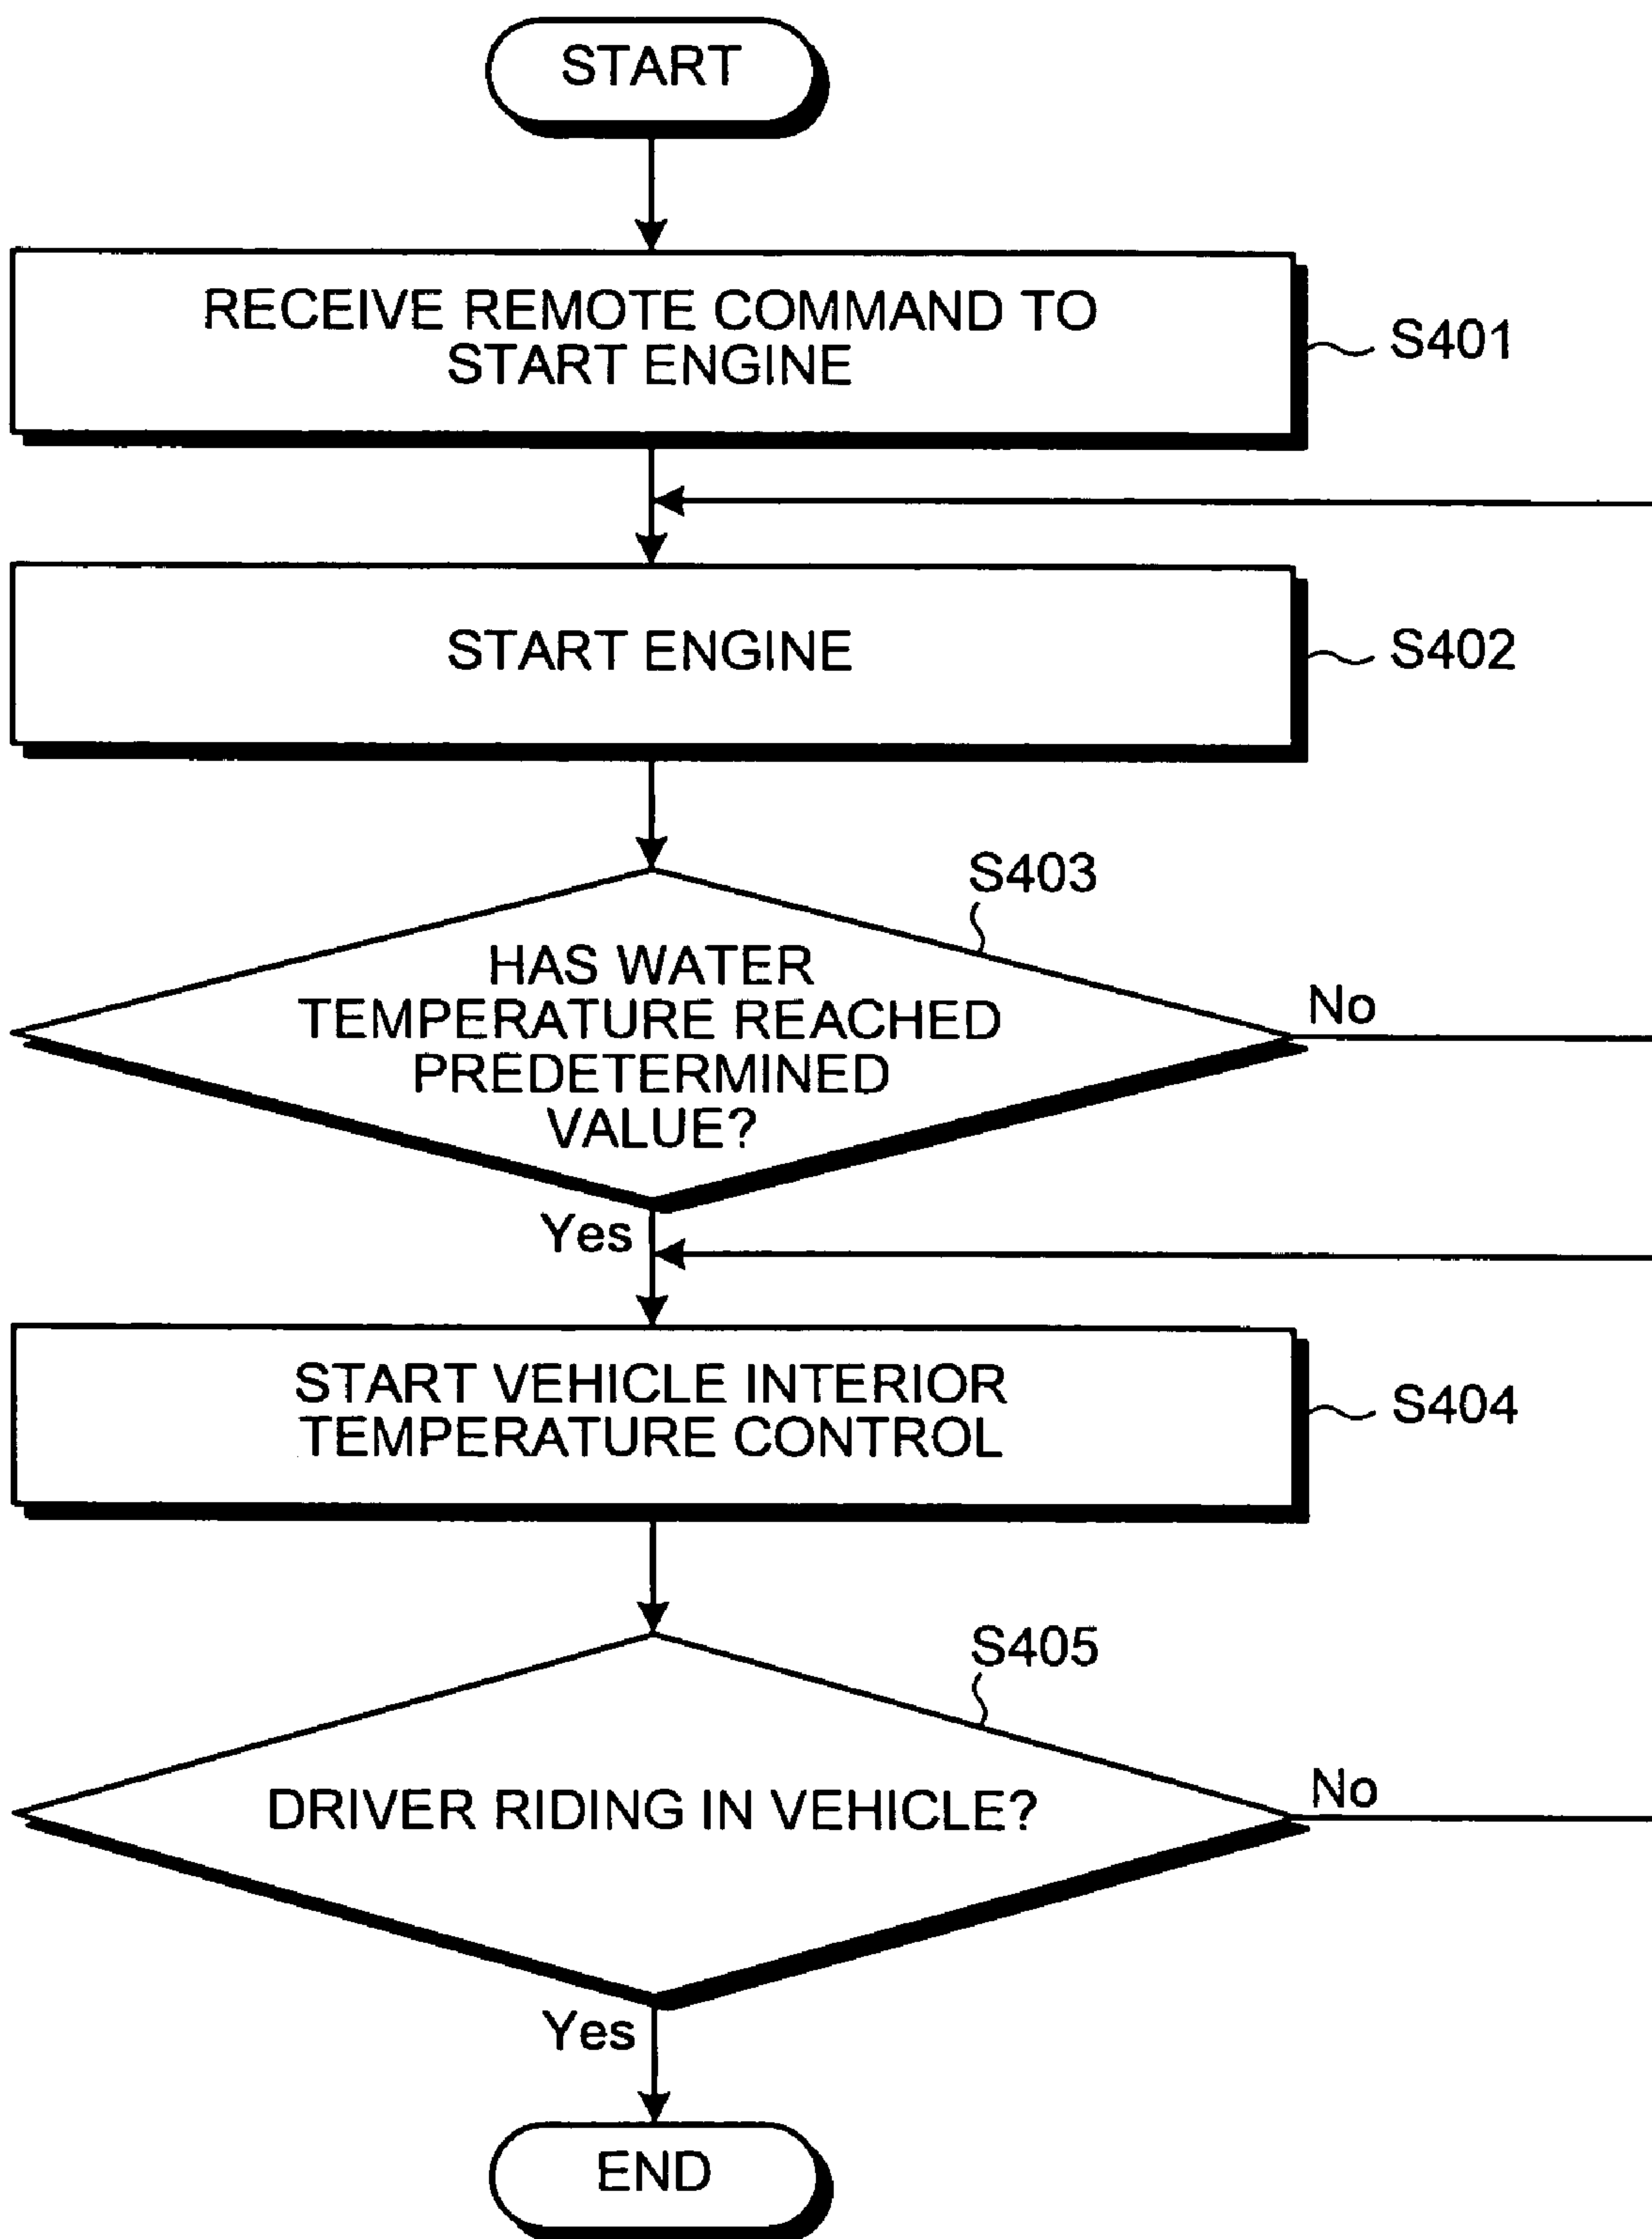 START
RECEIVE REMOTE COMMAND TO
START ENGINE
S401
START ENGINE
S402
S403
HAS WATER
TEMPERATURE REACHED
PREDETERMINED
VALUE?
No
Yes
START VEHICLE INTERIOR
TEMPERATURE CONTROL
S404
S405
DRIVER RIDING IN VEHICLE?
No
Yes
END